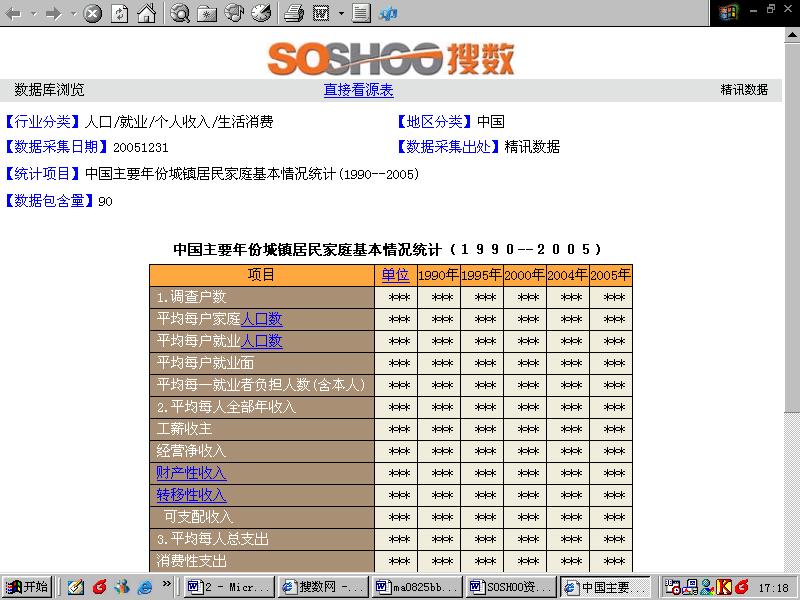 SOSHOO搜数
数据库浏览 直接看源表 精讯数据
【行业分类】人口/就业/个人收入/生活消费 【地区分类】中国
【数据采集日期】20051231 【数据采集出处】精讯数据
【统计项目】中国主要年份城镇居民家庭基本情况统计(1990--2005)
【数据包含量】90
中国主要年份城镇居民家庭基本情况统计（１９９０--２００５）
项目 单位 1990年 1995年 2000年 2004年 2005年
1.调查户数 *** *** *** *** *** ***
平均每户家庭人口数 *** *** *** *** *** ***
平均每户就业人口数 *** *** *** *** *** ***
平均每户就业面 *** *** *** *** *** ***
平均每一就业者负担人数(含本人) *** *** *** *** *** ***
2.平均每人全部年收入 *** *** *** *** *** ***
工薪收主 *** *** *** *** *** ***
经营净收入 *** *** *** *** *** ***
财产性收入 *** *** *** *** *** ***
转移性收入 *** *** *** *** *** ***
可支配收入 *** *** *** *** *** ***
3.平均每人总支出 *** *** *** *** *** ***
消费性支出 *** *** *** *** *** ***
开始 2 - Micr... 搜数网 -... ma0825bb... SOSHOO资... 中国主要... 17:18